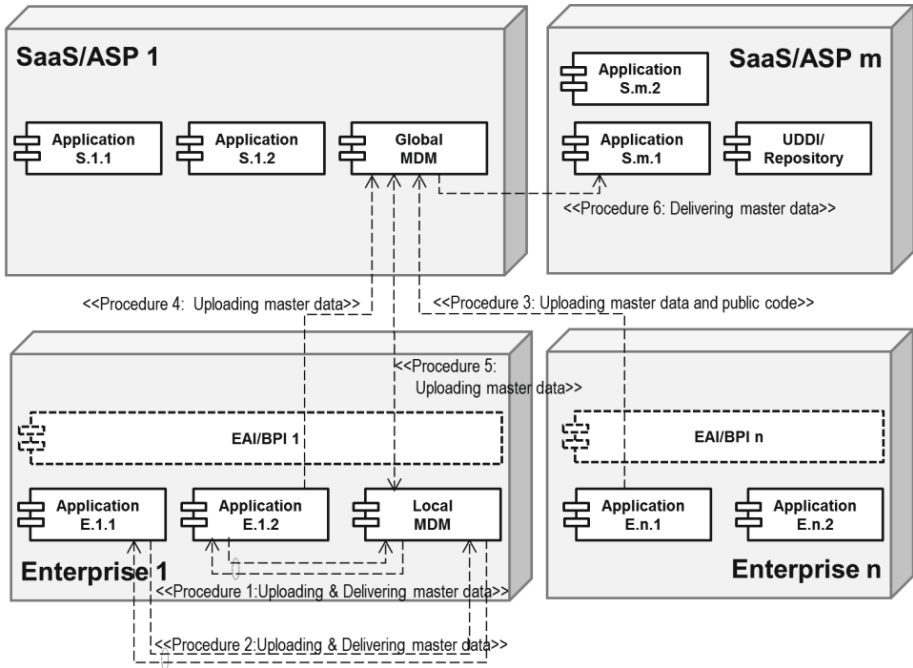 SaaS/ASP 1
Application
S.1.1
Application
S.1.2
Global
MDM
SaaS/ASP m
Application
S.m.2
Application
S.m.1
UDDI/
Repository
<<Procedure 6: Delivering master data>>
<<Procedure 4: Uploading master data>>
<<Procedure 3: Uploading master data and public code>>
<<Procedure 5:
Uploading master data>>
EAI/BPI 1
Application
E.1.1
Application
E.1.2
Local
MDM
Enterprise 1
<<Procedure 1:Uploading & Delivering master data>>
<<Procedure 2:Uploading & Delivering master data>>
EAI/BPI n
Application
E.n.1
Application
E.n.2
Enterprise n